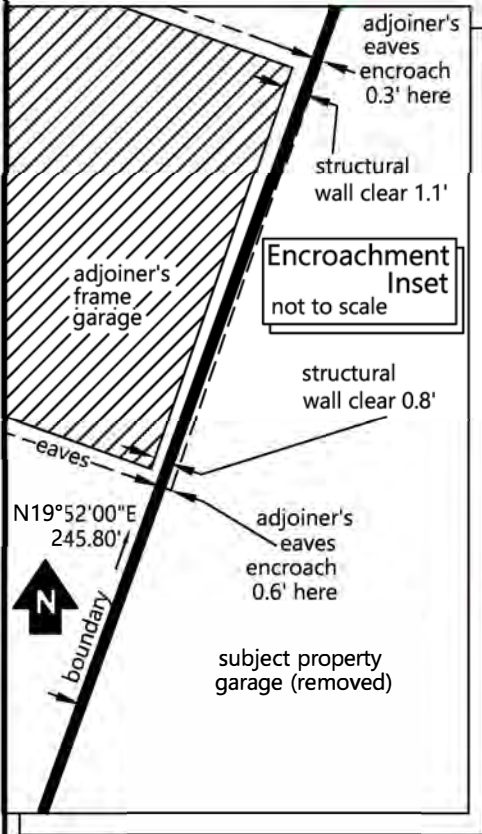 adjoiner's
eaves
encroach
0.3' here
structural
wall clear 1.1'
Encroachment
Inset
not to scale
adjoiner's
frame
garage
structural
wall clear 0.8'
eaves
N19°52'00"E
245.80'
adjoiner's
eaves
encroach
0.6' here
N
boundary
subject property
garage (removed)